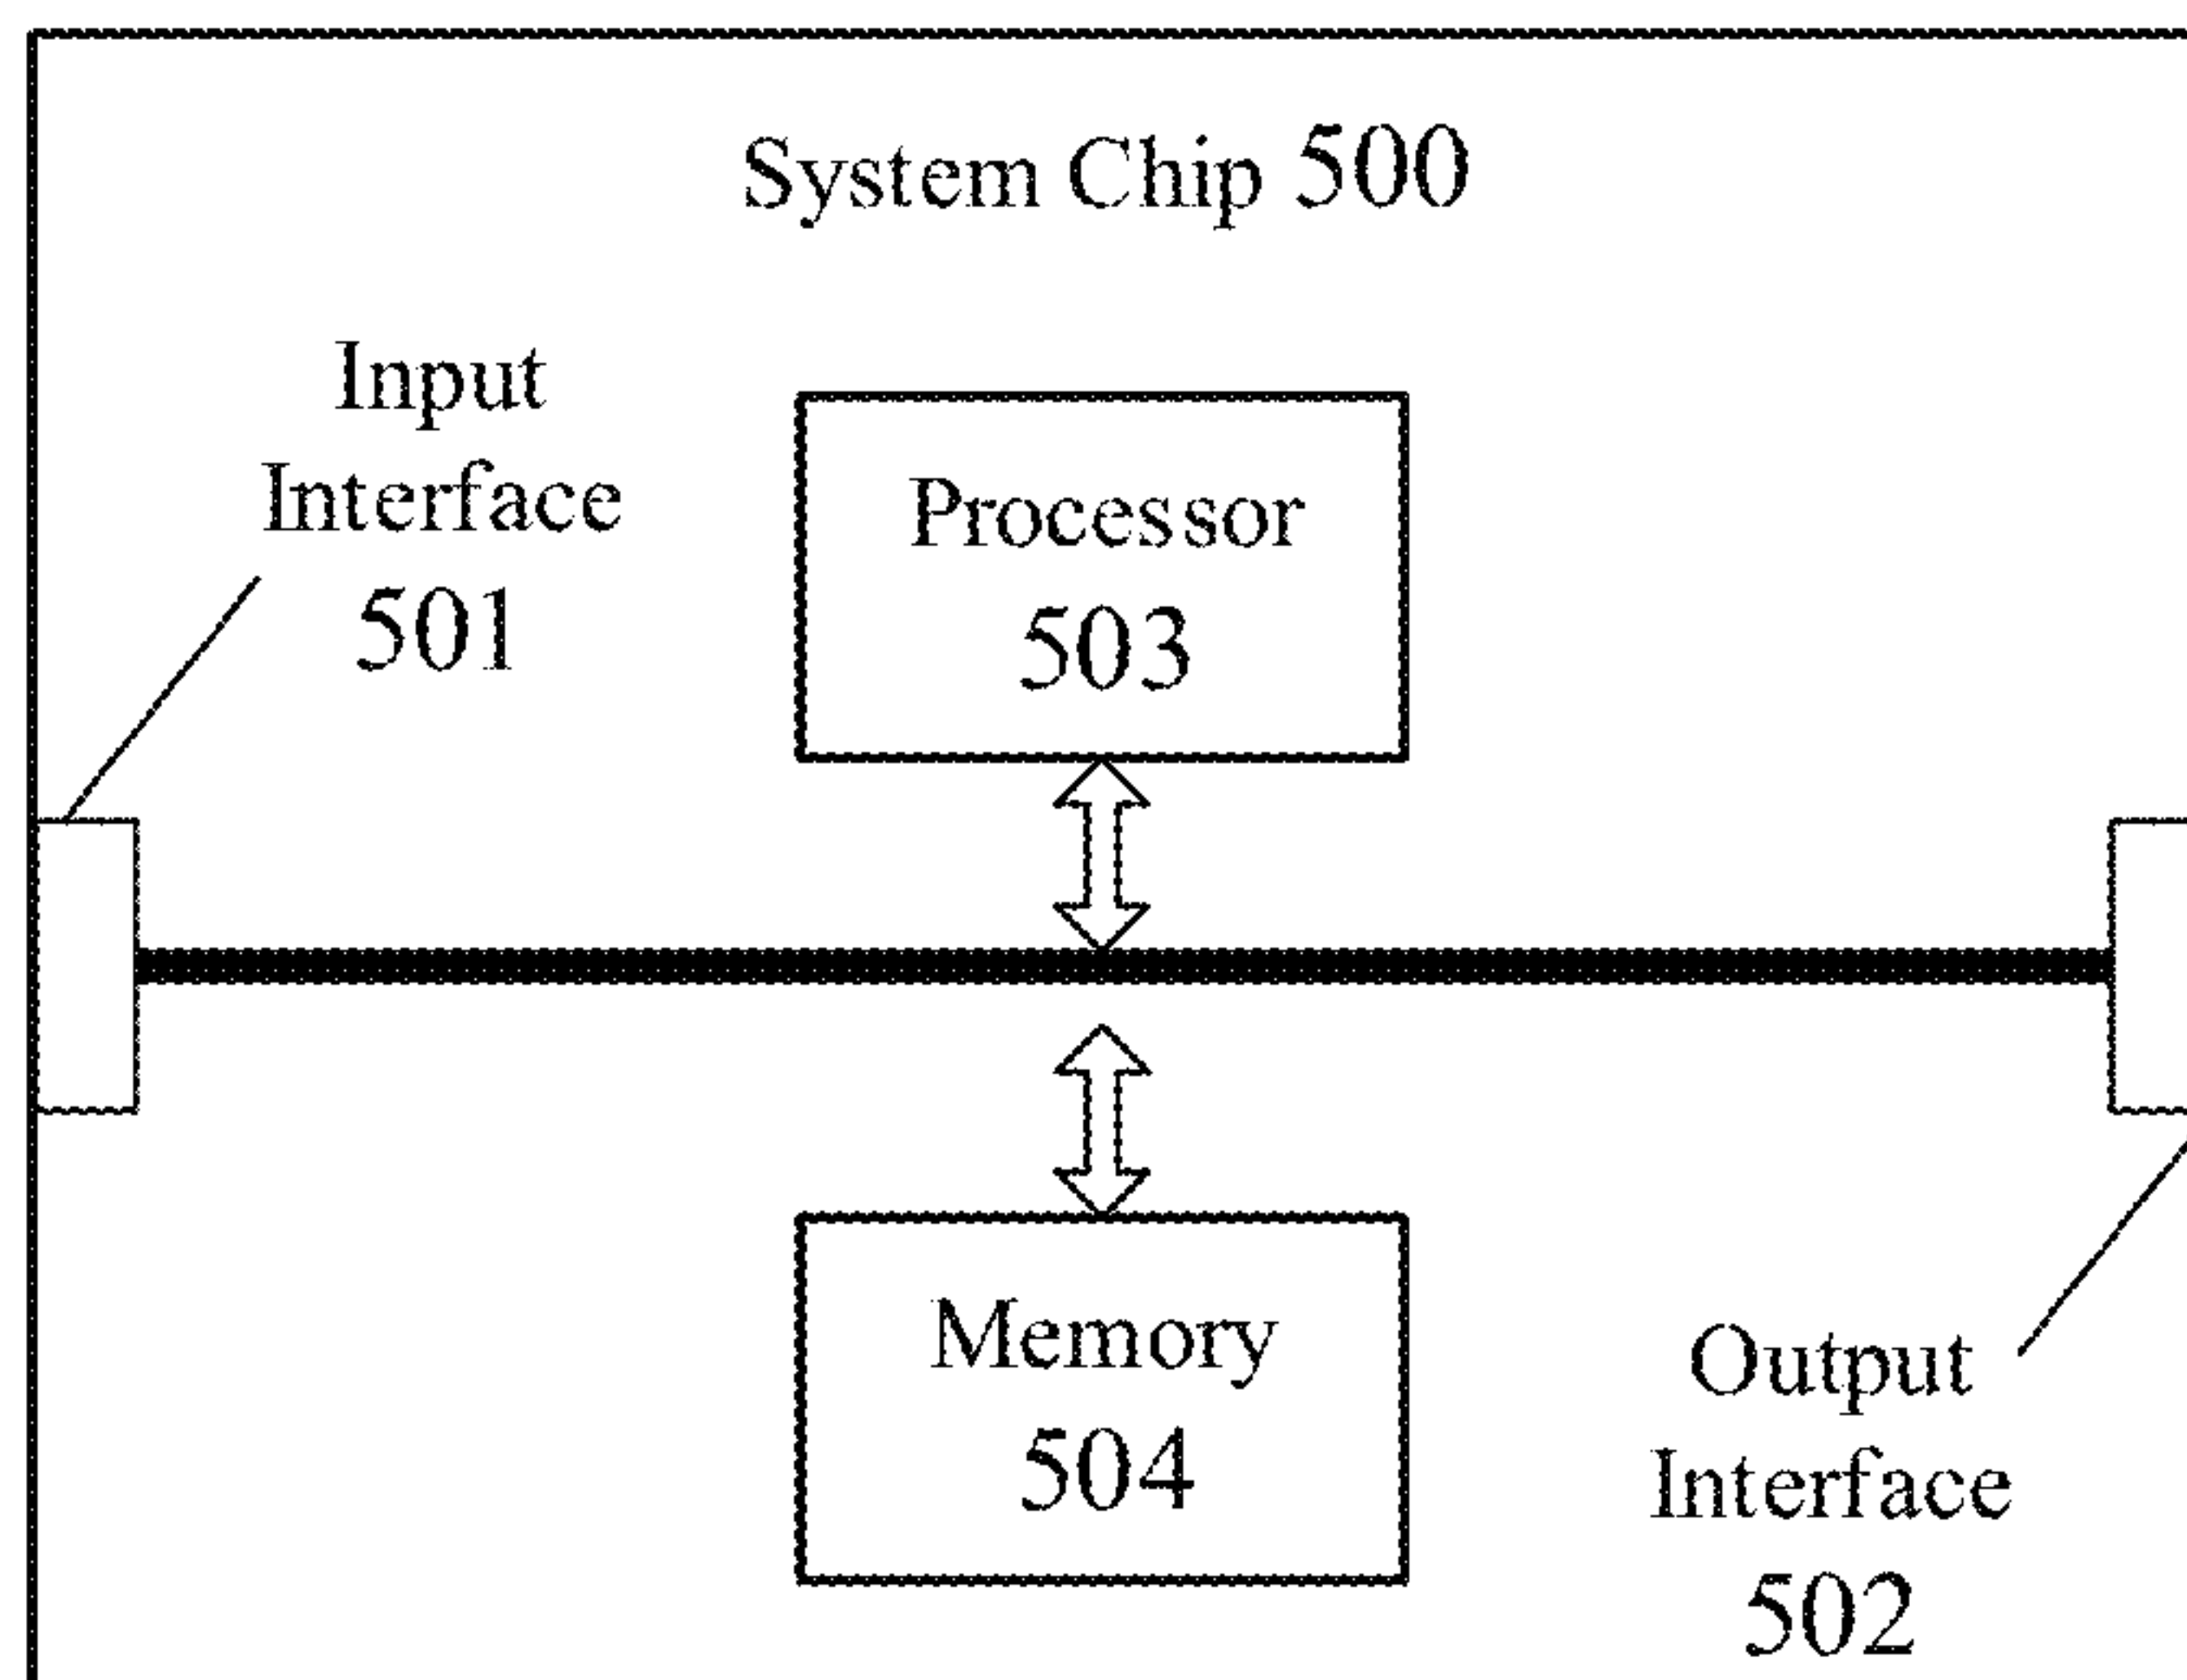 System Chip 500
Input
Interface
501
Processor
503
Memory
504
Output
Interface
502